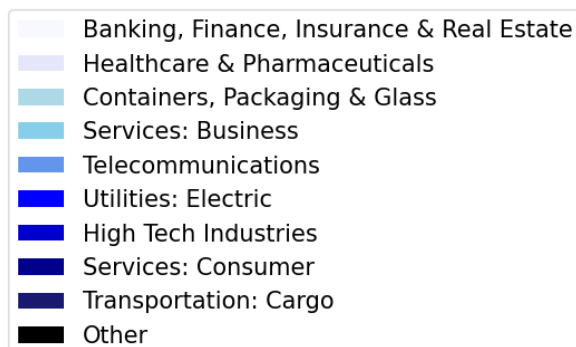 Banking, Finance, Insurance & Real Estate
Healthcare & Pharmaceuticals
Containers, Packaging & Glass
Services: Business
Telecommunications
Utilities: Electric
High Tech Industries
Services: Consumer
Transportation: Cargo
Other